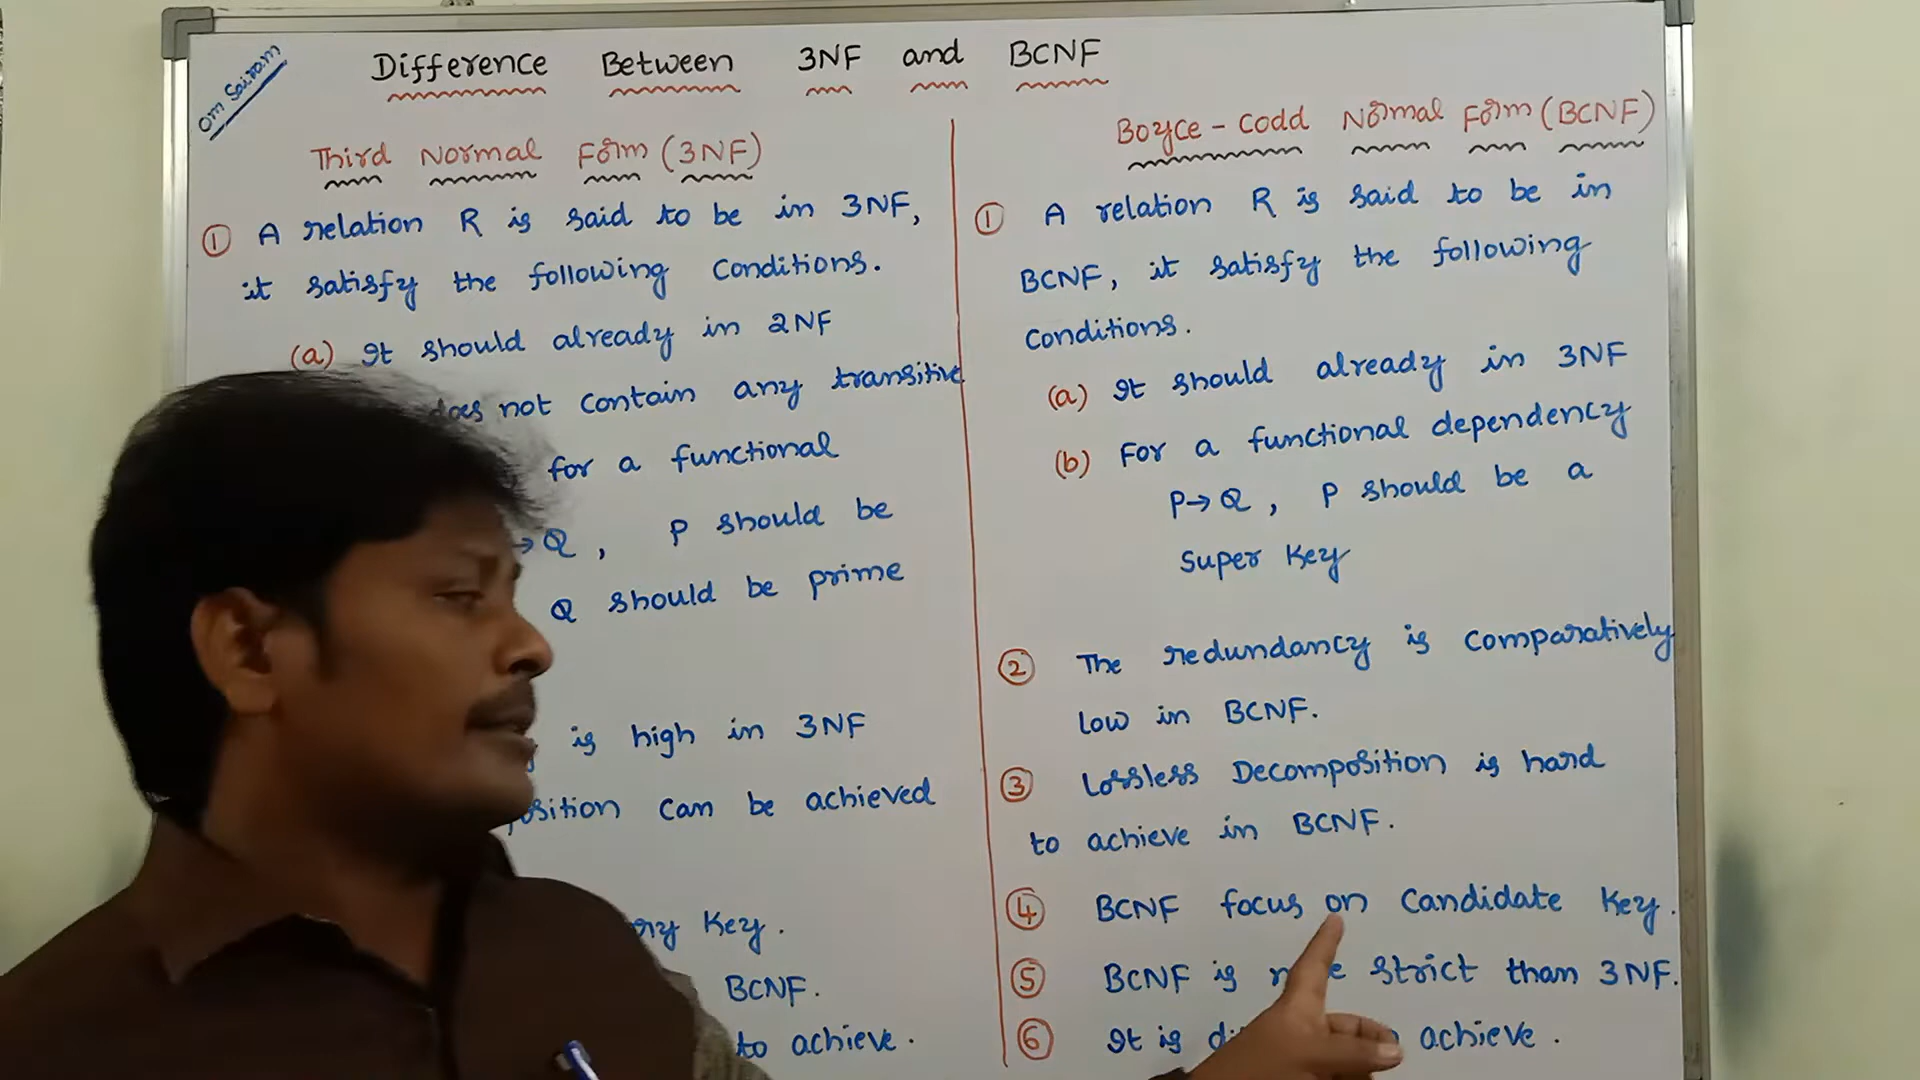 Om Sairam
Difference Between 3NF and BCNF
Third Normal Form (3NF)
① A relation R is said to be in 3NF,
it satisfy the following conditions.
(a) It should already in 2NF
does not contain any transitive
for a functional
→ Q, P should be
Q should be prime
is high in 3NF
can be achieved
Key.
BCNF.
to achieve.
Boyce-Codd Normal Form (BCNF)
① A relation R is said to be in
BCNF, it satisfy the following
conditions.
(a) It should already in 3NF
(b) For a functional dependency
P→Q, P should be a
Super Key
② The redundancy is comparatively
low in BCNF.
③ Lossless Decomposition is hard
to achieve in BCNF.
④ BCNF focus on Candidate Key.
⑤ BCNF is strict than 3NF.
⑥ It is achieve.